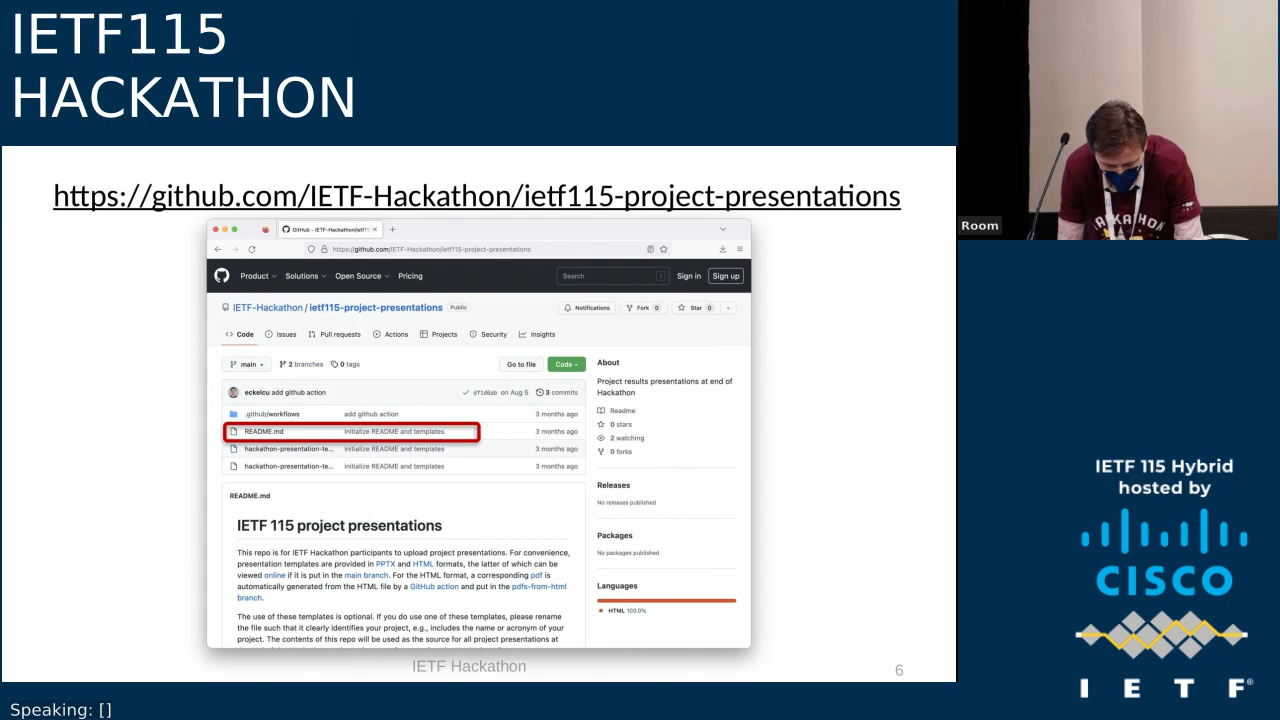 IETF115
HACKATHON
https://github.com/IETF-Hackathon/ietf115-project-presentations
GitHub - IETF-Hackathon/ietf11
https://github.com/IETF-Hackathon/ietf115-project-presentations
Product Solutions Open Source Pricing Search / Sign in Sign up
IETF-Hackathon / ietf115-project-presentations Public Notifications Fork 0 Star 0
Code Issues Pull requests Actions Projects Security Insights
main 2 branches 0 tags Go to file Code
eckelcu add github action df1d6ab on Aug 5 3 commits
.github/workflows add github action 3 months ago
README.md initialize README and templates 3 months ago
hackathon-presentation-te... initialize README and templates 3 months ago
hackathon-presentation-te... initialize README and templates 3 months ago
README.md
IETF 115 project presentations
This repo is for IETF Hackathon participants to upload project presentations. For convenience,
presentation templates are provided in PPTX and HTML formats, the latter of which can be
viewed online if it is put in the main branch. For the HTML format, a corresponding pdf is
automatically generated from the HTML file by a GitHub action and put in the pdfs-from-html
branch.
The use of these templates is optional. If you do use one of these templates, please rename
the file such that it clearly identifies your project, e.g., includes the name or acronym of your
project. The contents of this repo will be used as the source for all project presentations at
About
Project results presentations at end of
Hackathon
Readme
0 stars
2 watching
0 forks
Releases
No releases published
Packages
No packages published
Languages
HTML 100.0%
IETF Hackathon
6
Speaking: []
Room
IETF 115 Hybrid
hosted by
CISCO
I E T F®